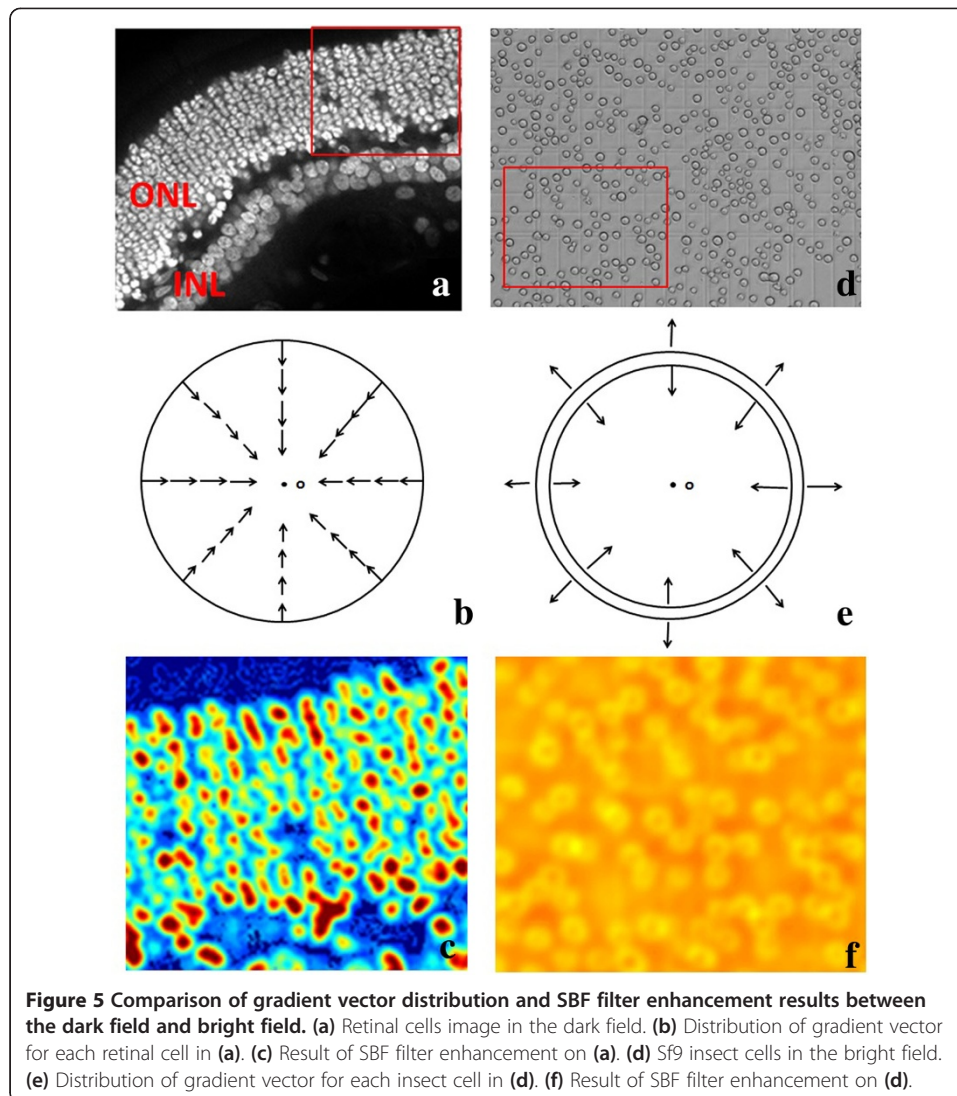 ONL
INL
a
d
o
b
o
e
c
f
Figure 5 Comparison of gradient vector distribution and SBF filter enhancement results between
the dark field and bright field. (a) Retinal cells image in the dark field. (b) Distribution of gradient vector
for each retinal cell in (a). (c) Result of SBF filter enhancement on (a). (d) Sf9 insect cells in the bright field.
(e) Distribution of gradient vector for each insect cell in (d). (f) Result of SBF filter enhancement on (d).